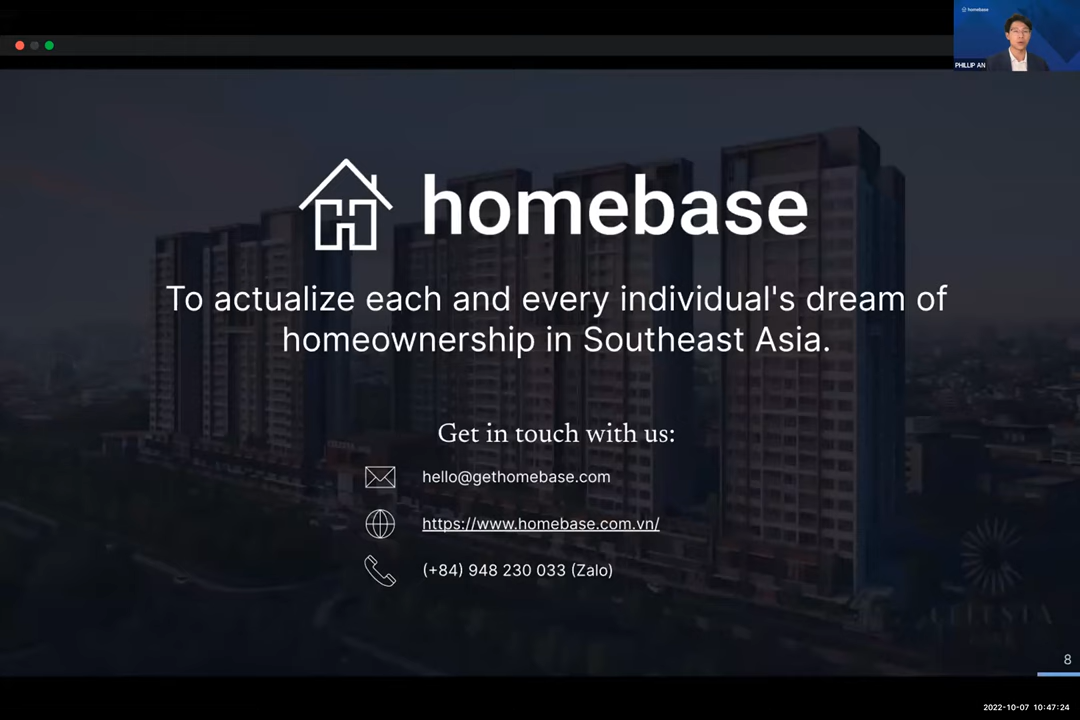 homebase
PHILLIP AN
homebase
To actualize each and every individual's dream of
homeownership in Southeast Asia.
Get in touch with us:
hello@gethomebase.com
https://www.homebase.com.vn/
(+84) 948 230 033 (Zalo)
CELESTA
8
2022-10-07 10:47:24